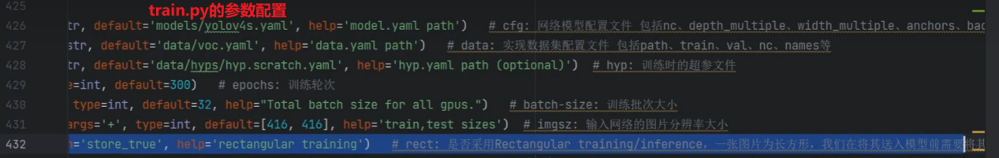 train.py的参数配置
425
426 tr, default='models/yolov4s.yaml', help='model.yaml path') # cfg: 网络模型配置文件 包括nc、depth_multiple、width_multiple、anchors、bac
427 str, default='data/voc.yaml', help='data.yaml path') # data: 实现数据集配置文件 包括path、train、val、nc、names等
428 tr, default='data/hyps/hyp.scratch.yaml', help='hyp.yaml path (optional)') # hyp: 训练时的超参文件
429 e=int, default=300) # epochs: 训练轮次
430 type=int, default=32, help="Total batch size for all gpus.") # batch-size: 训练批次大小
431 args='+', type=int, default=[416, 416], help='train,test sizes') # imgsz: 输入网络的图片分辨率大小
432 n='store_true', help='rectangular training') # rect: 是否采用Rectangular training/inference，一张图片为长方形，我们在将其送入模型前需要将其